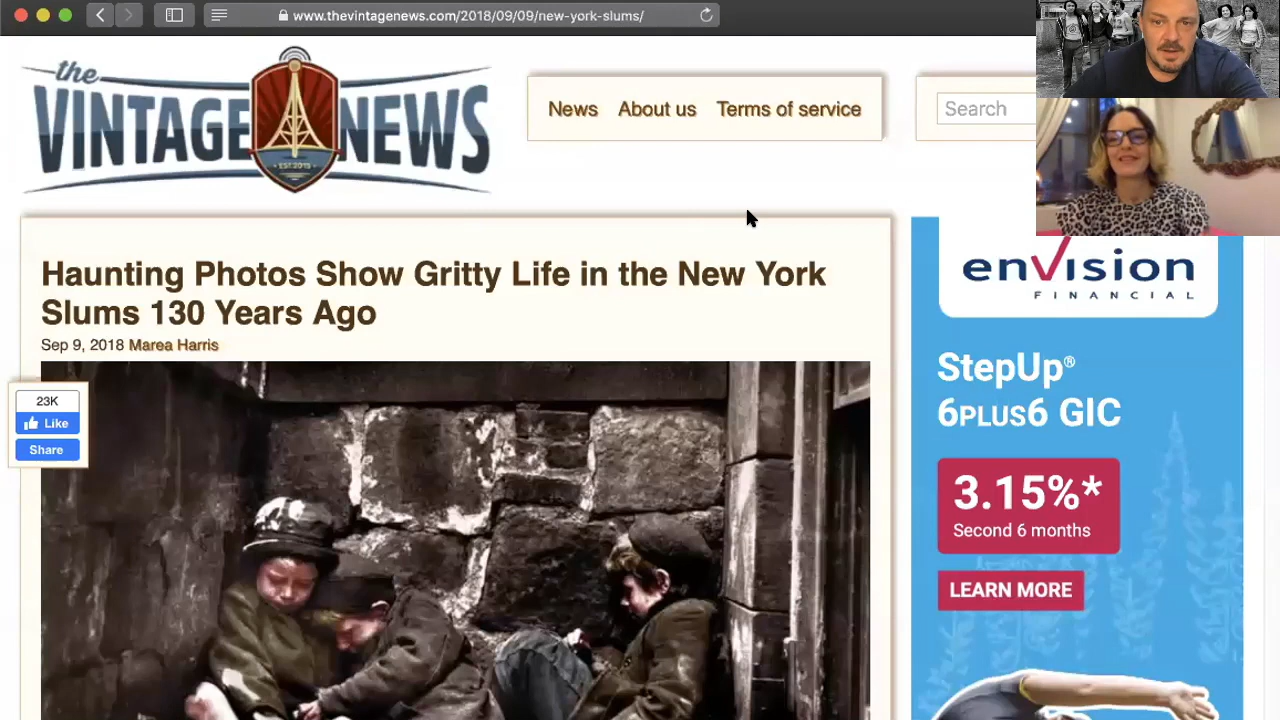 www.thevintagenews.com/2018/09/09/new-york-slums/
the
VINTAGE NEWS
EST 2015
News About us Terms of service
Search
Haunting Photos Show Gritty Life in the New York
Slums 130 Years Ago
Sep 9, 2018 Marea Harris
23K
Like
Share
envision
FINANCIAL
StepUp®
6PLUS6 GIC
3.15%*
Second 6 months
LEARN MORE